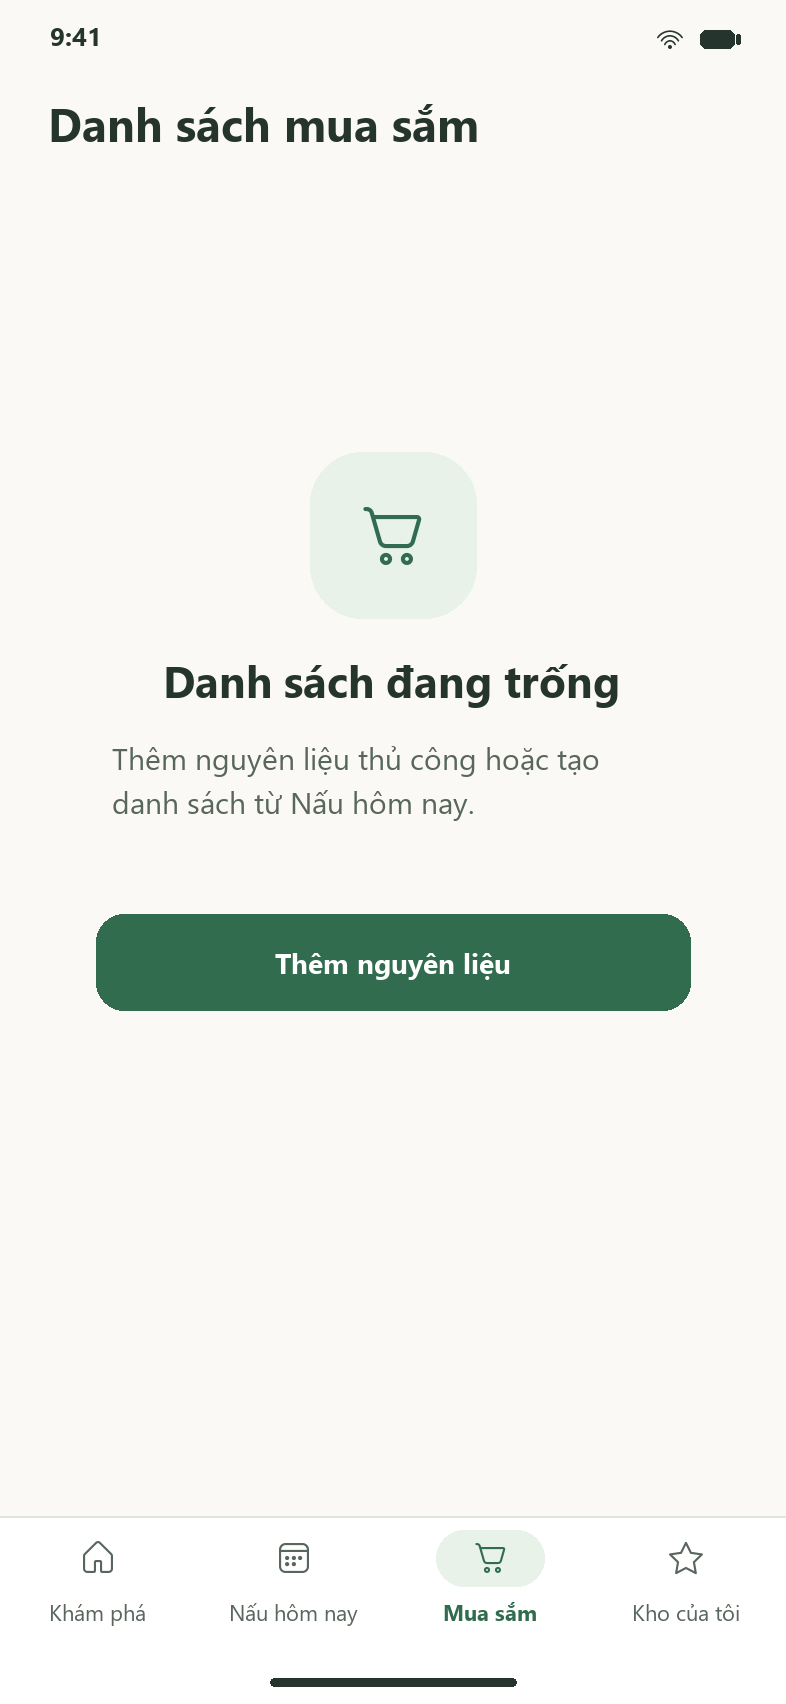 9:41
Danh sách mua sắm
Danh sách đang trống
Thêm nguyên liệu thủ công hoặc tạo
danh sách từ Nấu hôm nay.
Thêm nguyên liệu
Khám phá
Nấu hôm nay
Mua sắm
Kho của tôi